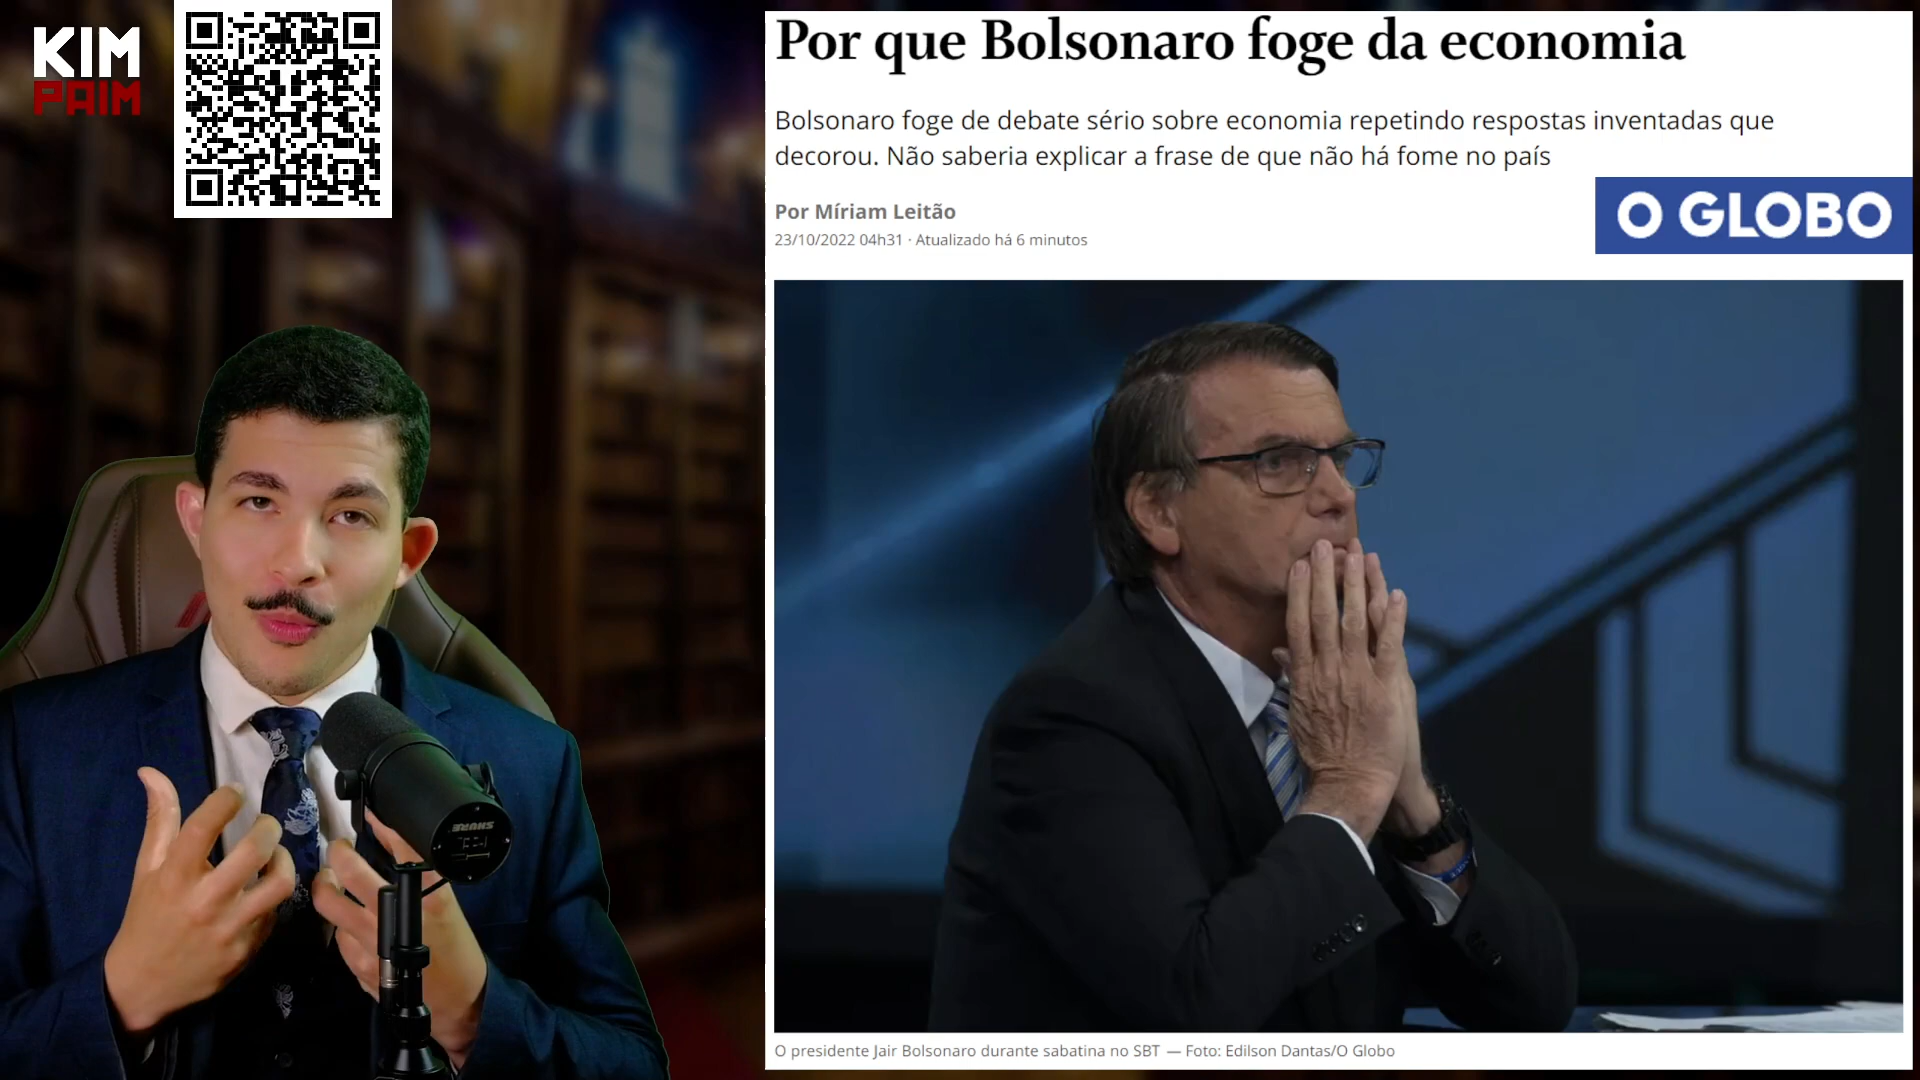 KIM
PAIM
Por que Bolsonaro foge da economia
Bolsonaro foge de debate sério sobre economia repetindo respostas inventadas que
decorou. Não saberia explicar a frase de que não há fome no país
Por Míriam Leitão
23/10/2022 04h31 · Atualizado há 6 minutos
O GLOBO
SHURE
O presidente Jair Bolsonaro durante sabatina no SBT — Foto: Edilson Dantas/O Globo